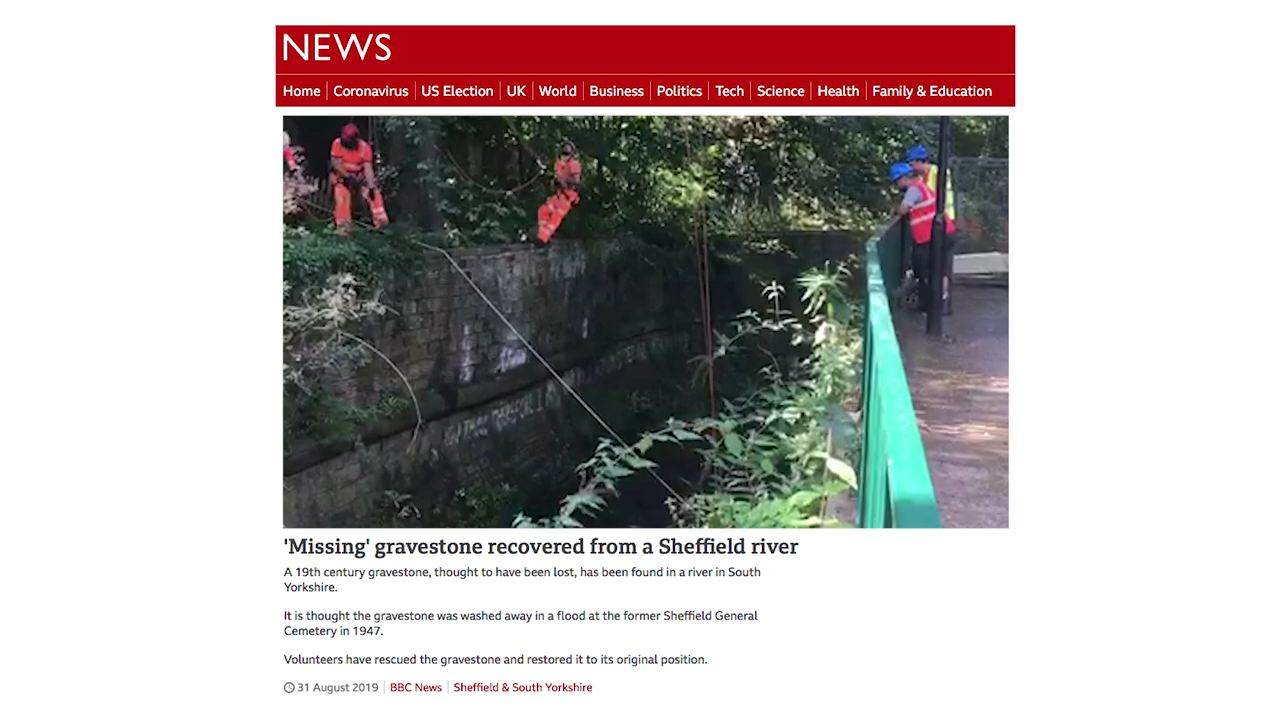 NEWS
Home Coronavirus US Election UK World Business Politics Tech Science Health Family & Education
'Missing' gravestone recovered from a Sheffield river
A 19th century gravestone, thought to have been lost, has been found in a river in South
Yorkshire.
It is thought the gravestone was washed away in a flood at the former Sheffield General
Cemetery in 1947.
Volunteers have rescued the gravestone and restored it to its original position.
31 August 2019 BBC News Sheffield & South Yorkshire